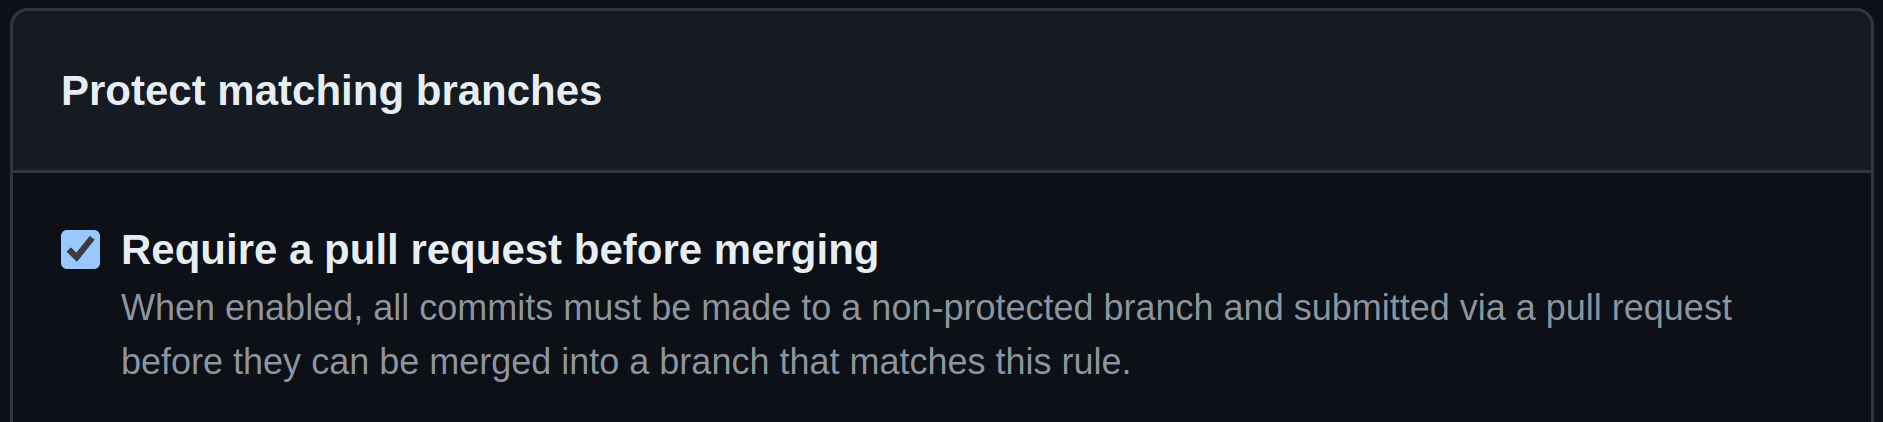 Protect matching branches
Require a pull request before merging
When enabled, all commits must be made to a non-protected branch and submitted via a pull request
before they can be merged into a branch that matches this rule.